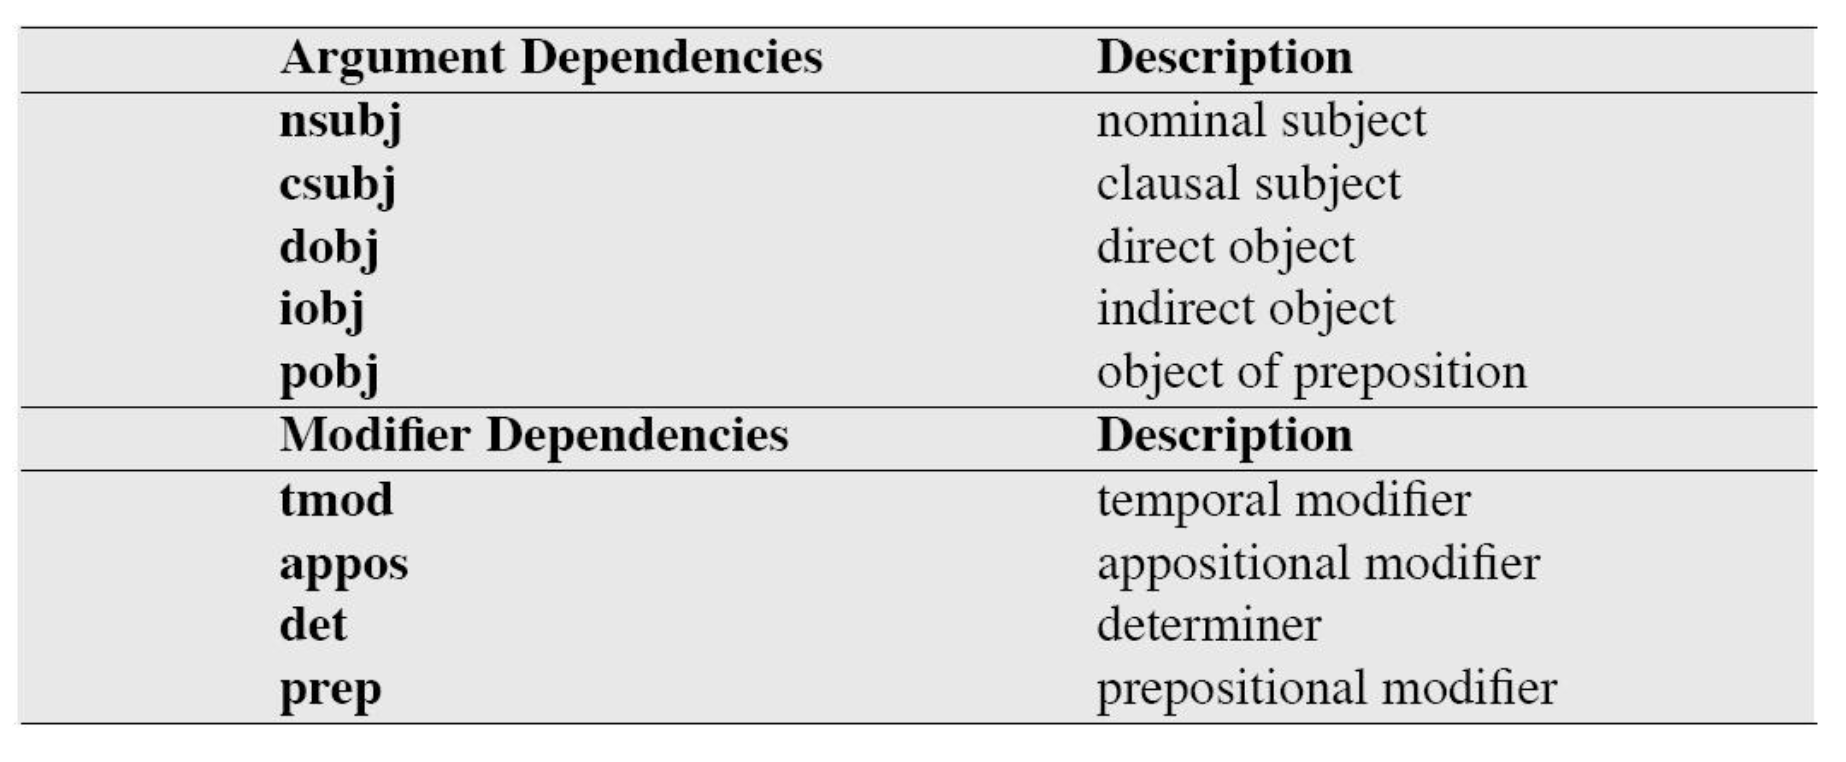 Argument Dependencies Description
nsubj nominal subject
csubj clausal subject
dobj direct object
iobj indirect object
pobj object of preposition
Modifier Dependencies Description
tmod temporal modifier
appos appositional modifier
det determiner
prep prepositional modifier